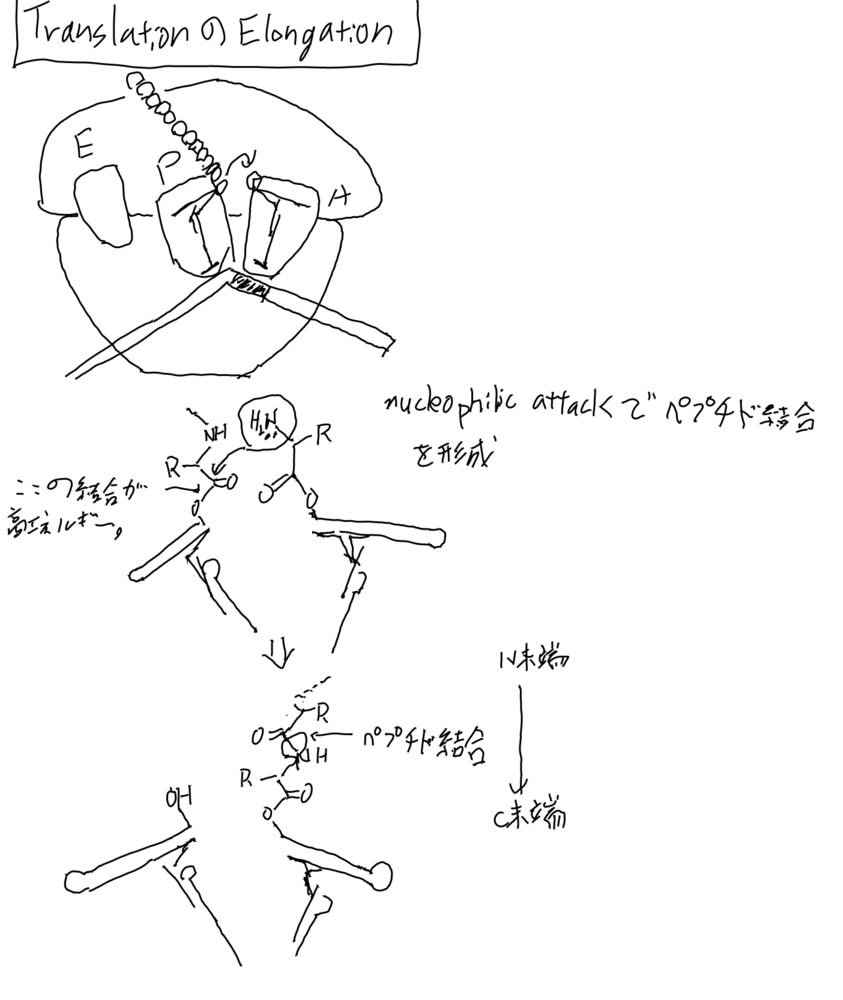 TranslationのElongation
E
P
A
nucleophilic attackくでペプチド結合
を形成
NH
H2N
R
R
O
O
O
O
ここの結合が
高エネルギー。
N末端
R
O
ペプチド結合
NH
R
O
O
OH
C末端